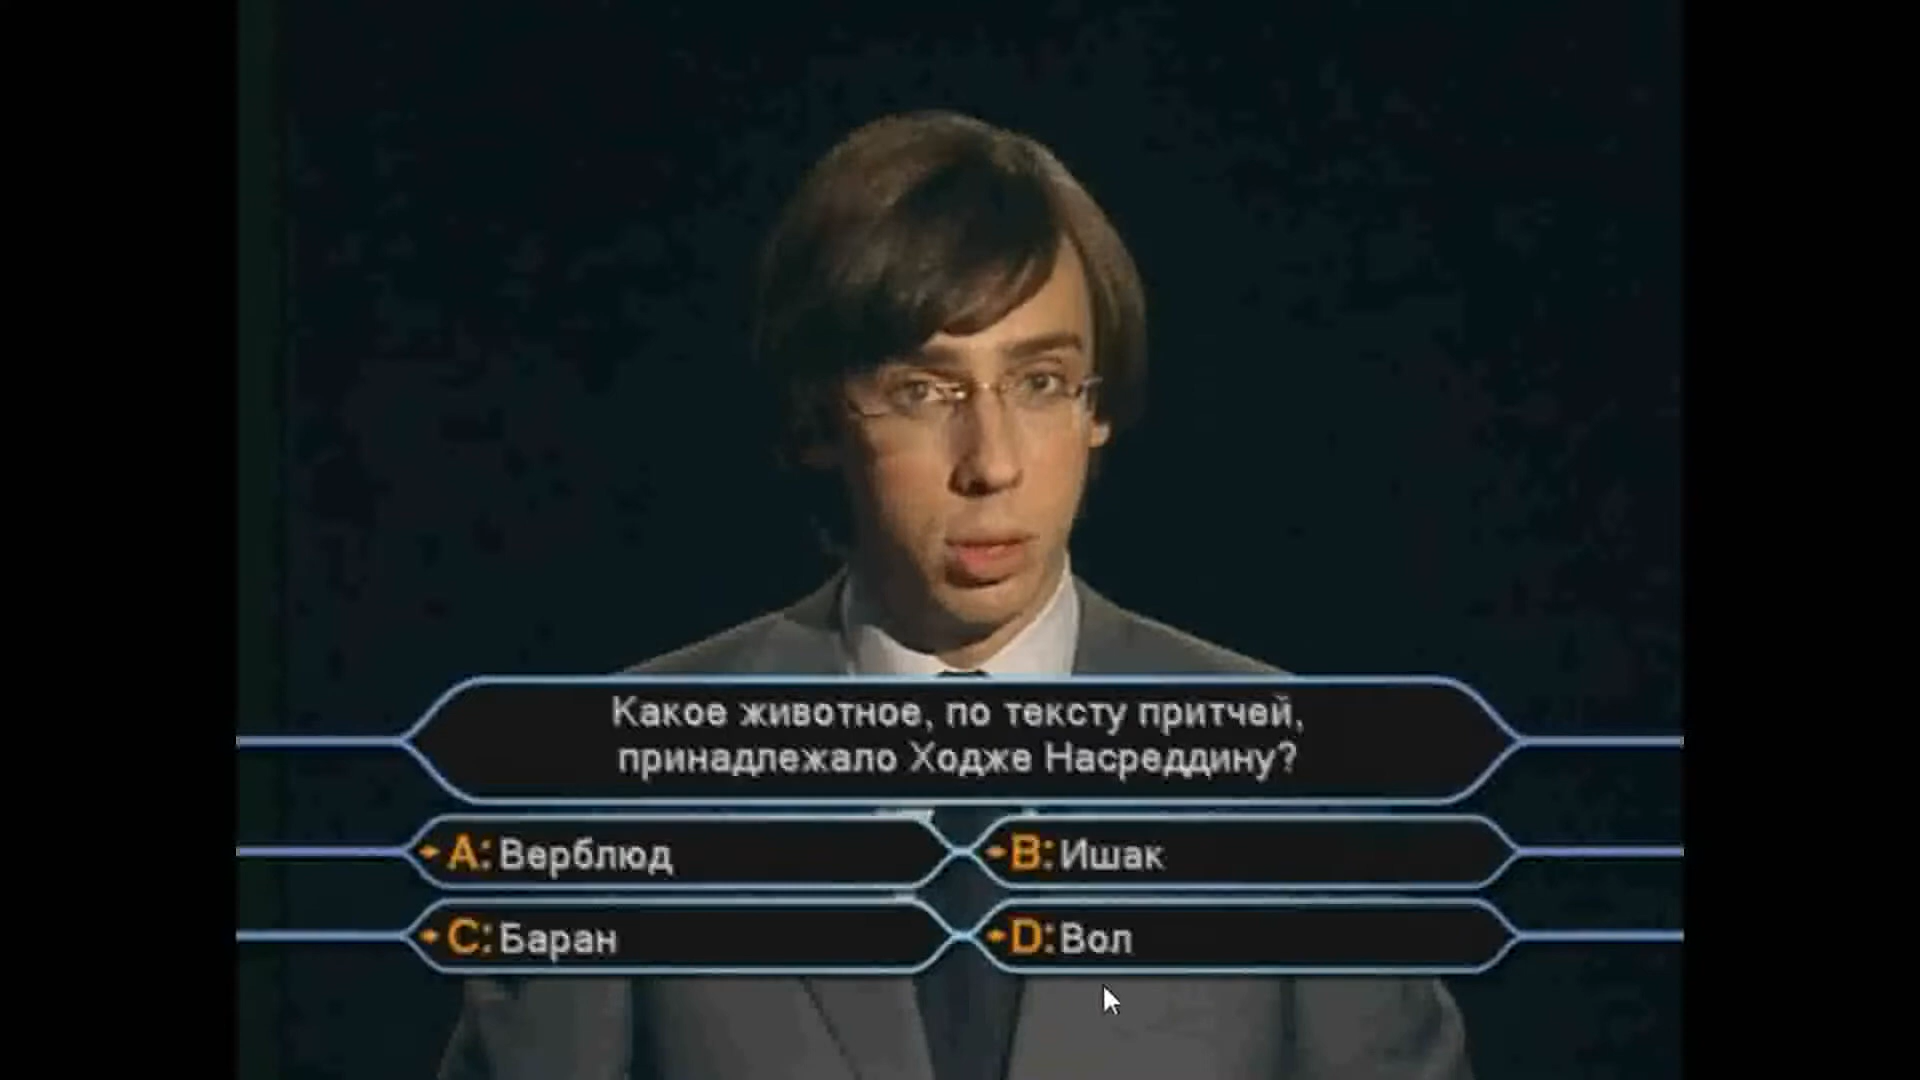 Какое животное, по тексту притчей,
принадлежало Ходже Насреддину?
A: Верблюд
B: Ишак
C: Баран
D: Вол